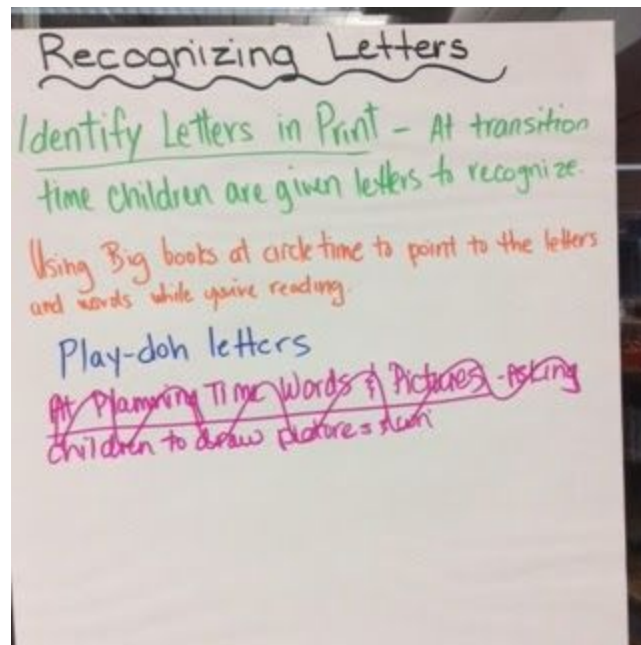 Recognizing Letters
Identify Letters in Print - At transition
time children are given letters to recognize.
Using Big books at circle time to point to the letters
and words while you're reading.
Play-doh letters
At Planning Time Words & Pictures - Asking
children to draw pictures